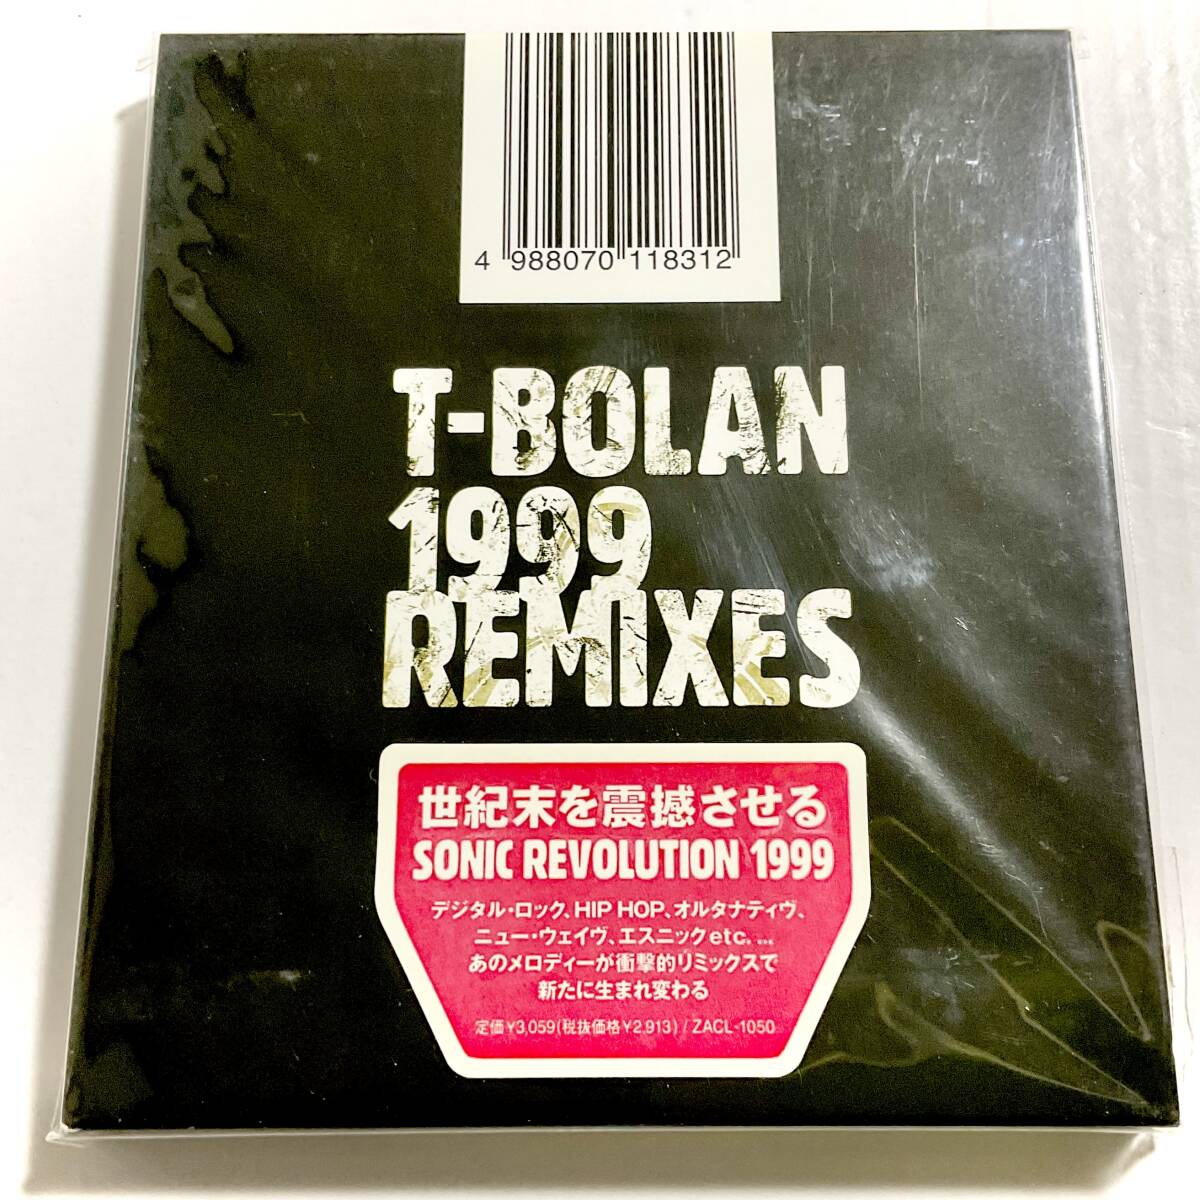 4 988070 118312
T-BOLAN
1999
REMIXES
世紀末を震撼させる
SONIC REVOLUTION 1999
デジタル・ロック、HIP HOP、オルタナティヴ、
ニュー・ウェイヴ、エスニックetc. ...
あのメロディーが衝撃的リミックスで
新たに生まれ変わる
定価¥3,059(税抜価格¥2,913) / ZACL-1050